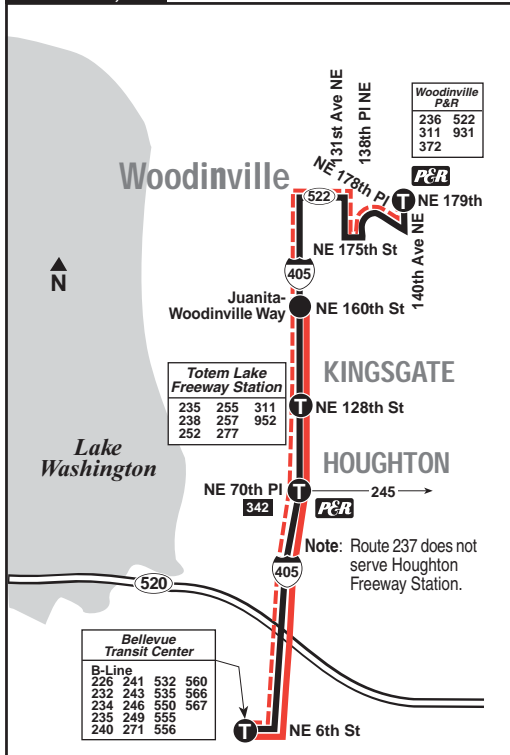 Woodinville
P&R
236 522
311 931
372
131st Ave NE
138th Pl NE
P&R
Woodinville
NE 178th Pl
522
T
NE 179th
NE 175th St
140th Ave NE
405
N
Juanita-
Woodinville Way
NE 160th St
Totem Lake
Freeway Station
235 255 311
238 257 952
252 277
KINGSGATE
T
NE 128th St
Lake
Washington
HOUGHTON
NE 70th Pl
T
245
342
P&R
Note: Route 237 does not
serve Houghton
Freeway Station.
405
520
Bellevue
Transit Center
B-Line
226 241 532 560
232 243 535 566
234 246 550 567
235 249 555
240 271 556
T
NE 6th St